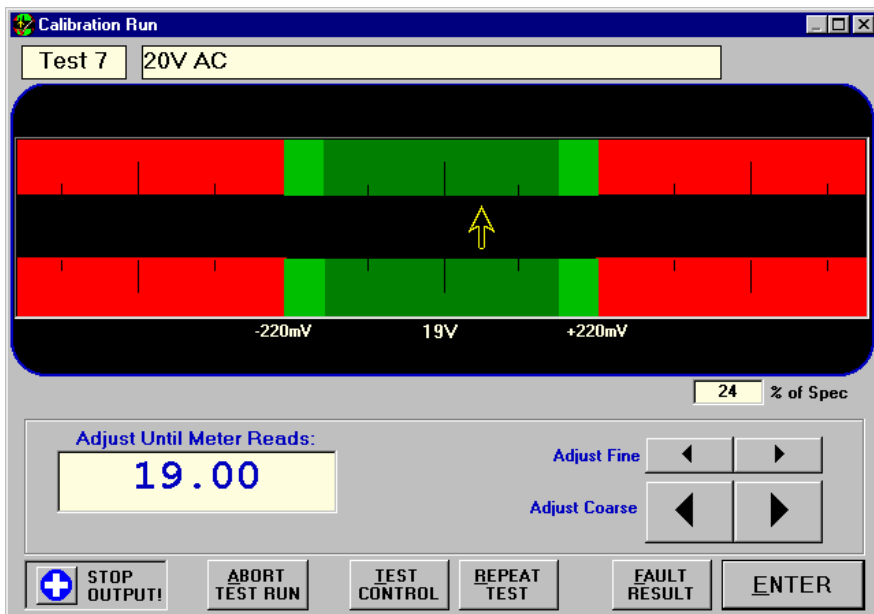 Calibration Run
Test 7
20V AC
-220mV 19V +220mV
24 % of Spec
Adjust Until Meter Reads:
19.00
Adjust Fine
Adjust Coarse
STOP
OUTPUT!
ABORT
TEST RUN
TEST
CONTROL
REPEAT
TEST
FAULT
RESULT
ENTER